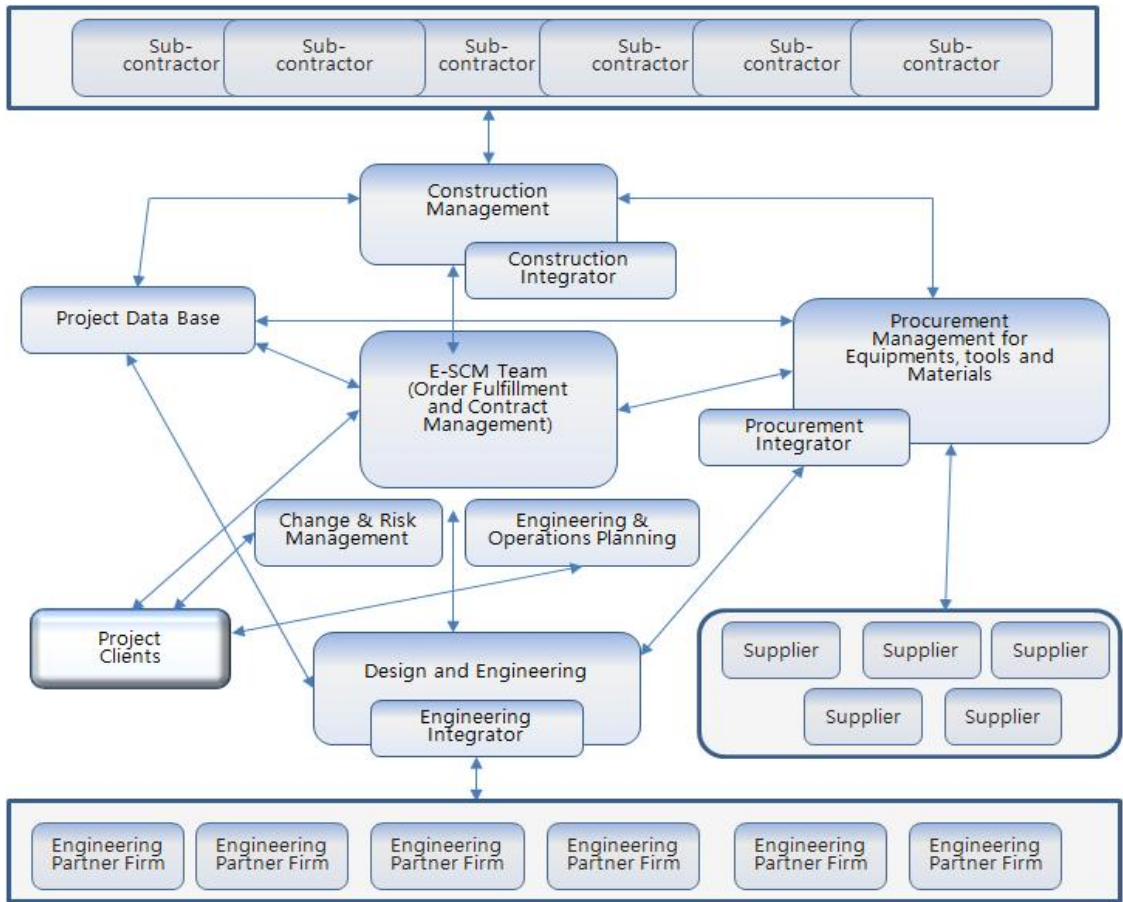 Sub-
contractor
Sub-
contractor
Sub-
contractor
Sub-
contractor
Sub-
contractor
Sub-
contractor
Construction
Management
Construction
Integrator
Project Data Base
Procurement
Management for
Equipments, tools and
Materials
E-SCM Team
(Order Fulfillment
and Contract
Management)
Procurement
Integrator
Change & Risk
Management
Engineering &
Operations Planning
Project
Clients
Design and Engineering
Engineering
Integrator
Supplier
Supplier
Supplier
Supplier
Supplier
Engineering
Partner Firm
Engineering
Partner Firm
Engineering
Partner Firm
Engineering
Partner Firm
Engineering
Partner Firm
Engineering
Partner Firm